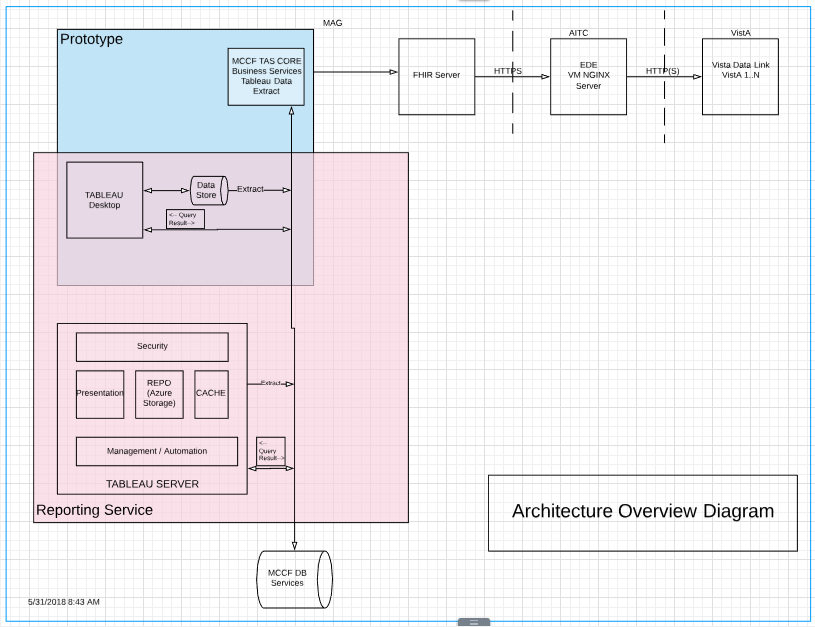 MAG
AITC
VistA
Prototype
MCCF TAS CORE
Business Services
Tableau Data
Extract
FHIR Server
HTTPS
EDE
VM NGINX
Server
HTTP(S)
Vista Data Link
VistA 1..N
TABLEAU
Desktop
Data
Store
Extract
<-- Query
Result-->
Security
Presentation
REPO
(Azure
Storage)
CACHE
Extract
Management / Automation
<--
Query
Result-->
TABLEAU SERVER
Reporting Service
Architecture Overview Diagram
MCCF DB
Services
5/31/2018 8:43 AM